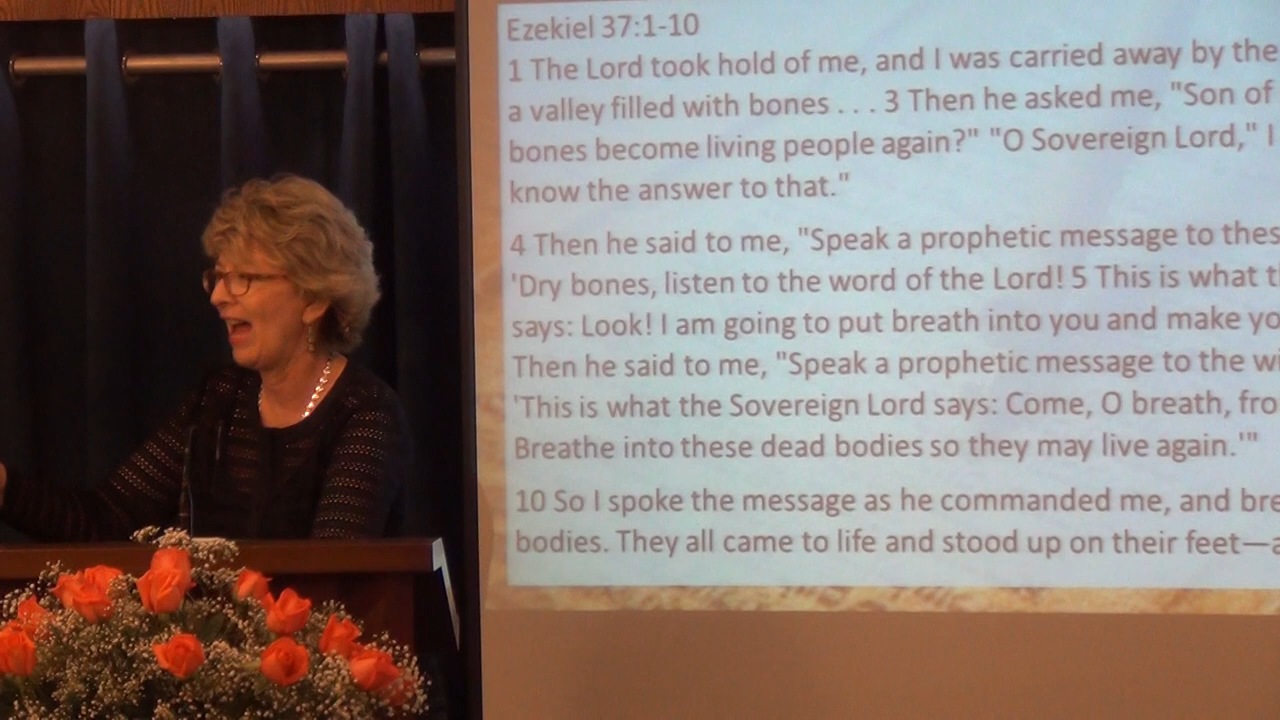 Ezekiel 37:1-10
1 The Lord took hold of me, and I was carried away by the
a valley filled with bones . . . 3 Then he asked me, "Son of
bones become living people again?" "O Sovereign Lord," I
know the answer to that."
4 Then he said to me, "Speak a prophetic message to thes
'Dry bones, listen to the word of the Lord! 5 This is what t
says: Look! I am going to put breath into you and make yo
Then he said to me, "Speak a prophetic message to the wi
'This is what the Sovereign Lord says: Come, O breath, fro
Breathe into these dead bodies so they may live again.'"
10 So I spoke the message as he commanded me, and bre
bodies. They all came to life and stood up on their feet—a